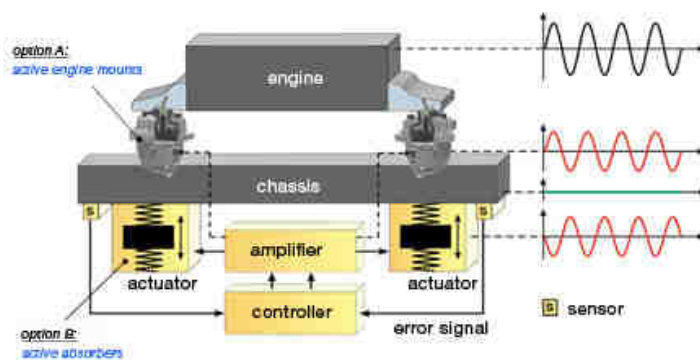 option A:
active engine mounts
engine
chassis
S
S
amplifier
actuator
actuator
controller
error signal
S sensor
option B:
active absorbers